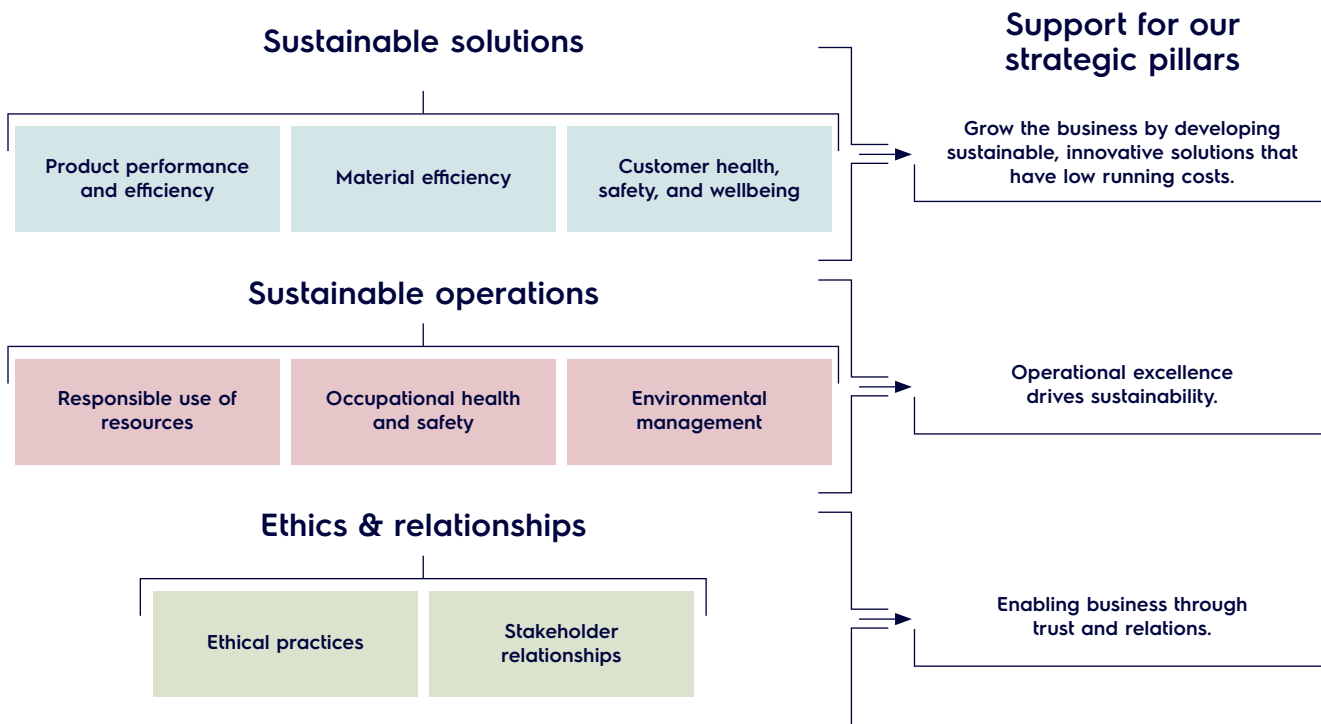 Sustainable solutions
Product performance
and efficiency
Material efficiency
Customer health,
safety, and wellbeing
Support for our
strategic pillars
Grow the business by developing
sustainable, innovative solutions that
have low running costs.
Sustainable operations
Responsible use of
resources
Occupational health
and safety
Environmental
management
Operational excellence
drives sustainability.
Ethics & relationships
Ethical practices
Stakeholder
relationships
Enabling business through
trust and relations.